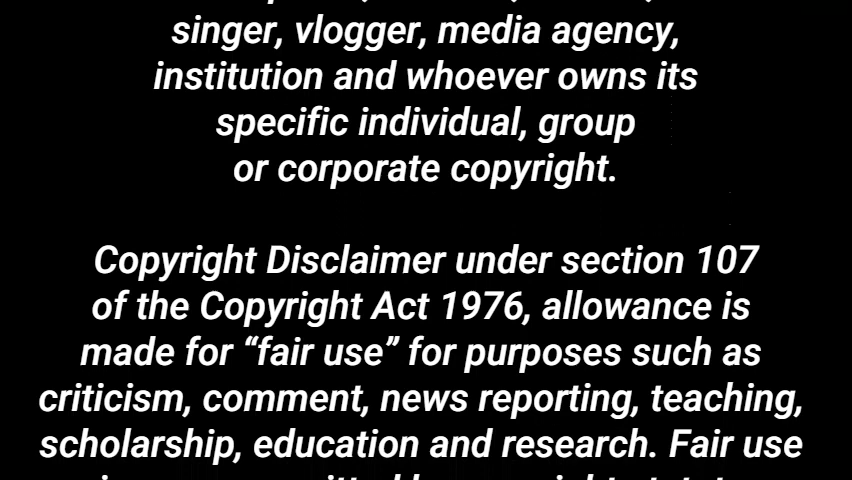 singer, vlogger, media agency,
institution and whoever owns its
specific individual, group
or corporate copyright.
Copyright Disclaimer under section 107
of the Copyright Act 1976, allowance is
made for “fair use” for purposes such as
criticism, comment, news reporting, teaching,
scholarship, education and research. Fair use